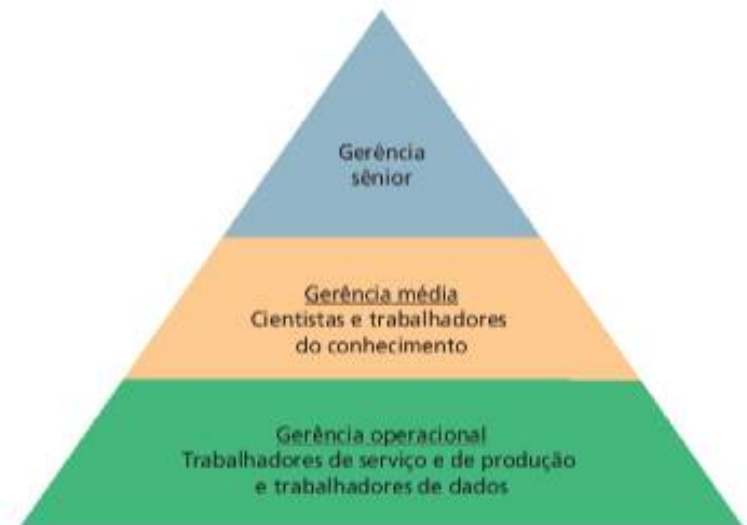 Gerência
sênior
Gerência média
Cientistas e trabalhadores
do conhecimento
Gerência operacional
Trabalhadores de serviço e de produção
e trabalhadores de dados